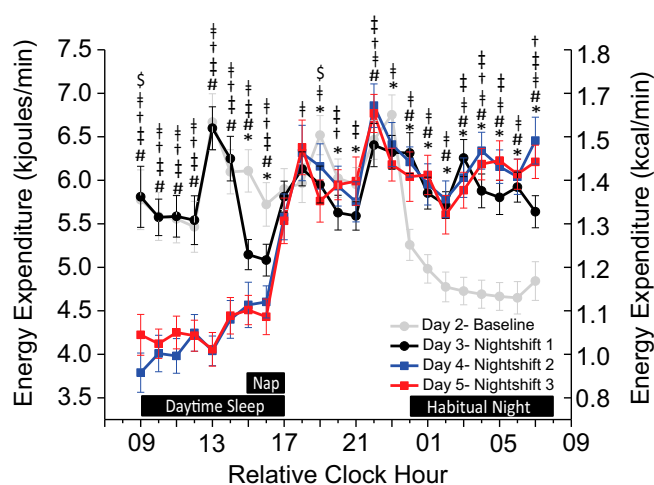 Energy Expenditure (kjoules/min)
7.5
7.0
6.5
6.0
5.5
5.0
4.5
4.0
3.5
1.8
1.7
1.6
1.5
1.4
1.3
1.2
1.1
1.0
0.9
0.8
Energy Expenditure (kcal/min)
Day 2- Baseline
Day 3- Nightshift 1
Day 4- Nightshift 2
Day 5- Nightshift 3
Nap
Daytime Sleep
Habitual Night
09 13 17 21 01 05 09
Relative Clock Hour